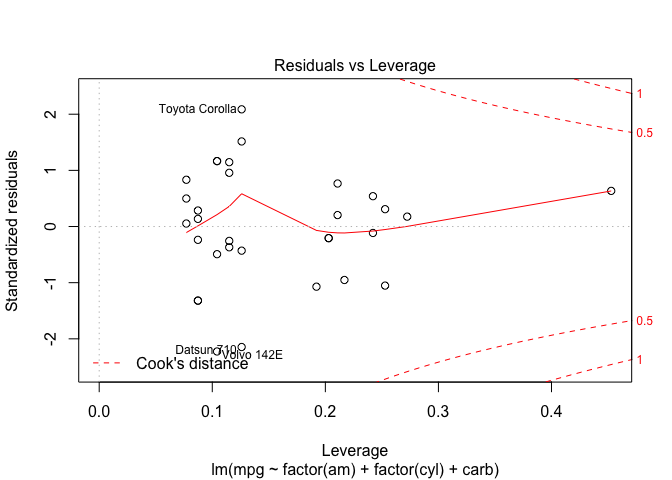 Residuals vs Leverage
Standardized residuals
2
1
0
-1
-2
Toyota Corolla
Datsun 710
Volvo 142E
Cook's distance
1
0.5
0.5
1
0.0 0.1 0.2 0.3 0.4
Leverage
lm(mpg ~ factor(am) + factor(cyl) + carb)